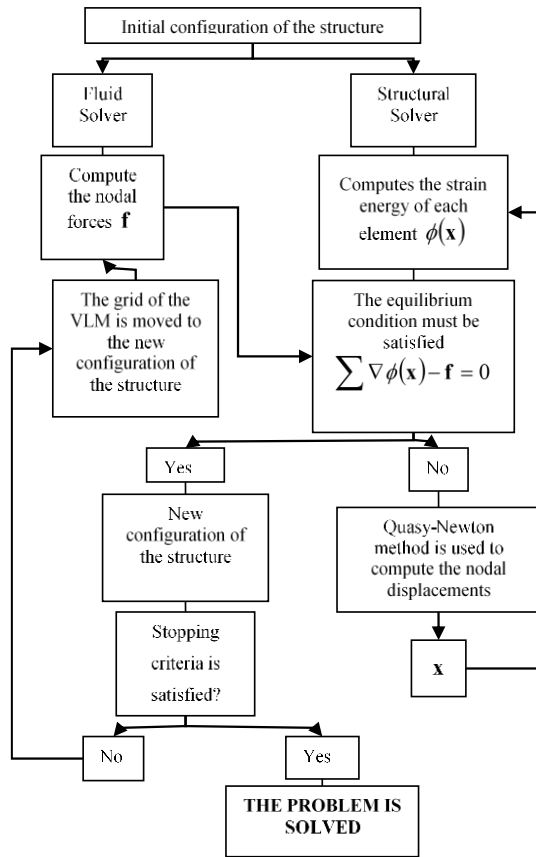 Initial configuration of the structure
Fluid
Solver
Structural
Solver
Compute
the nodal
forces f
Computes the strain
energy of each
element ϕ(x)
The grid of the
VLM is moved to
the new
configuration of
the structure
The equilibrium
condition must be
satisfied
∑ ∇ϕ(x) − f = 0
Yes
No
New
configuration of
the structure
Quasy-Newton
method is used to
compute the nodal
displacements
Stopping
criteria is
satisfied?
x
No
Yes
THE PROBLEM IS
SOLVED